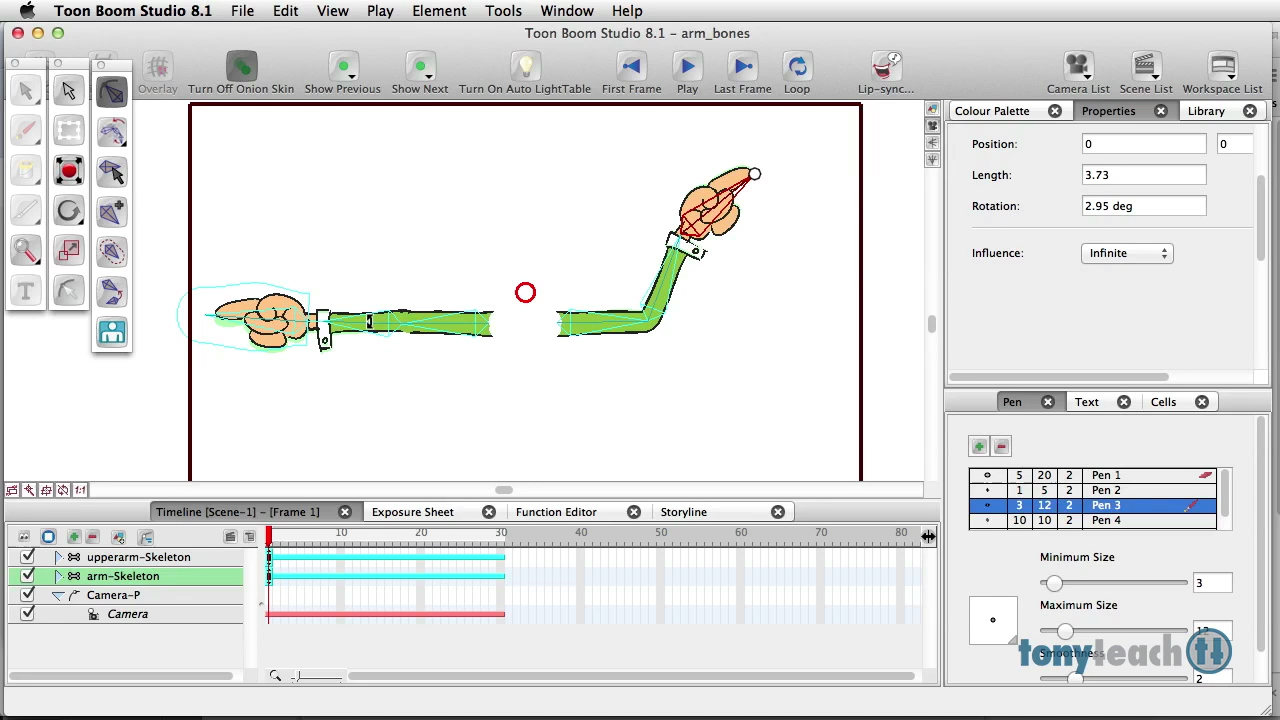 Toon Boom Studio 8.1 File Edit View Play Element Tools Window Help
Toon Boom Studio 8.1 - arm_bones
Overlay Turn Off Onion Skin Show Previous Show Next Turn On Auto LightTable First Frame Play Last Frame Loop Lip-sync... Camera List Scene List Workspace List
Colour Palette Properties Library
Position: 0 0
Length: 3.73
Rotation: 2.95 deg
Influence: Infinite
T
Pen Text Cells
5 20 2 Pen 1
1 5 2 Pen 2
3 12 2 Pen 3
10 10 2 Pen 4
1:1
Timeline [Scene-1] - [Frame 1] Exposure Sheet Function Editor Storyline
10 20 30 40 50 60 70 80
upperarm-Skeleton
arm-Skeleton
Camera-P
Camera
Minimum Size
3
Maximum Size
12
Smoothness
2
tonyteach